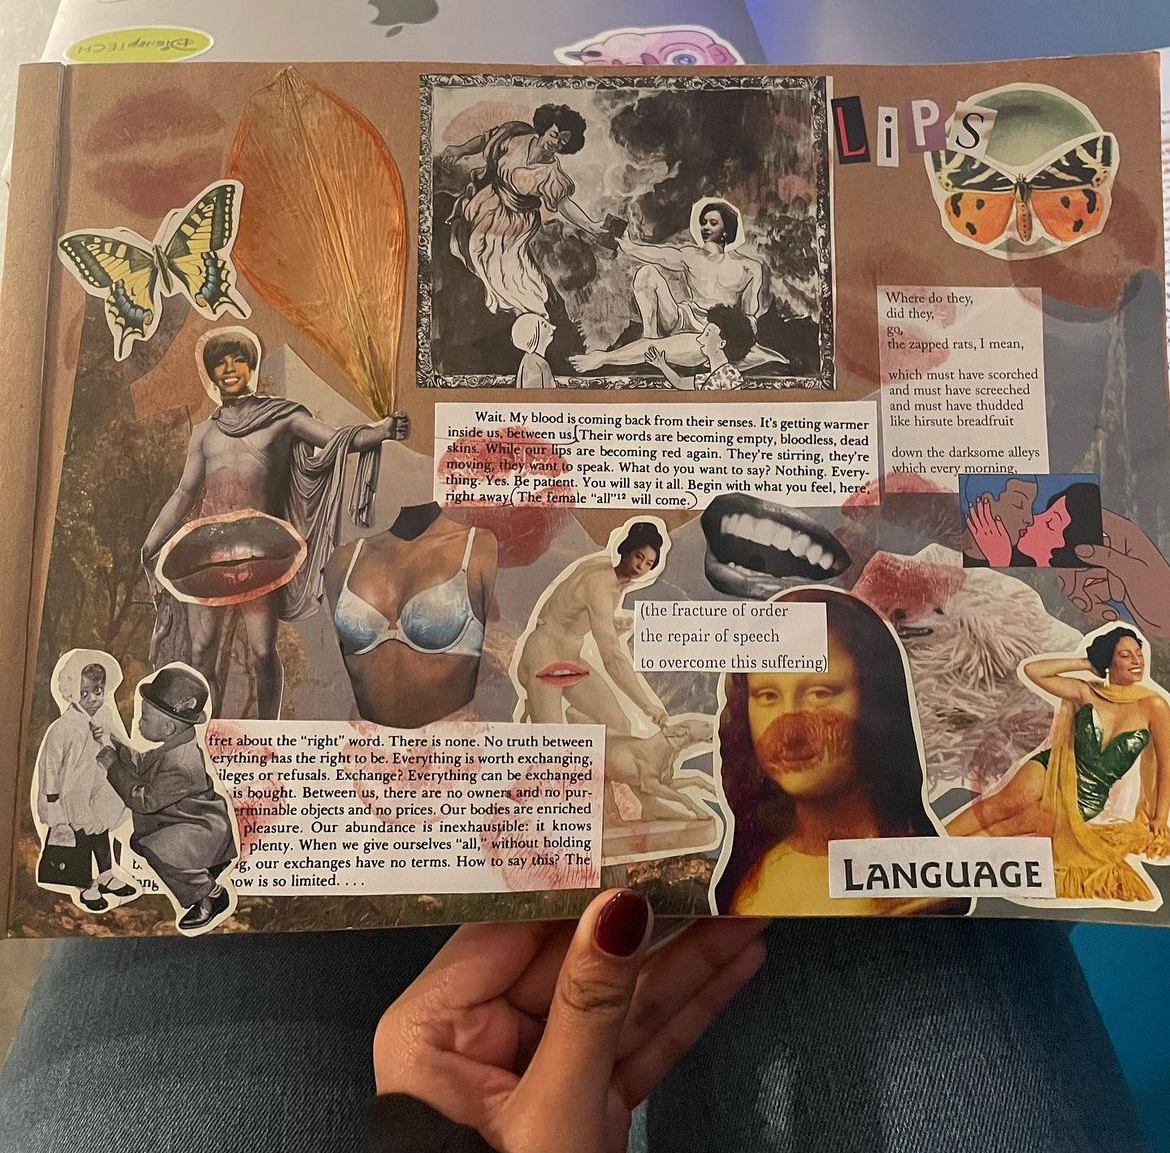 DisneyTECH
LiPS
Where do they,
did they,
go,
the zapped rats, I mean,
which must have scorched
and must have screeched
and must have thudded
like hirsute breadfruit
down the darksome alleys
which every morning,
Wait. My blood is coming back from their senses. It's getting warmer
inside us, between us. Their words are becoming empty, bloodless, dead
skins. While our lips are becoming red again. They're stirring, they're
moving, they want to speak. What do you want to say? Nothing. Every-
thing. Yes. Be patient. You will say it all. Begin with what you feel, here,
right away. The female "all"12 will come.
(the fracture of order
the repair of speech
to overcome this suffering)
fret about the "right" word. There is none. No truth between
erything has the right to be. Everything is worth exchanging,
ileges or refusals. Exchange? Everything can be exchanged
is bought. Between us, there are no owners and no pur-
erminable objects and no prices. Our bodies are enriched
pleasure. Our abundance is inexhaustible: it knows
plenty. When we give ourselves "all," without holding
g, our exchanges have no terms. How to say this? The
ow is so limited. . . .
LANGUAGE